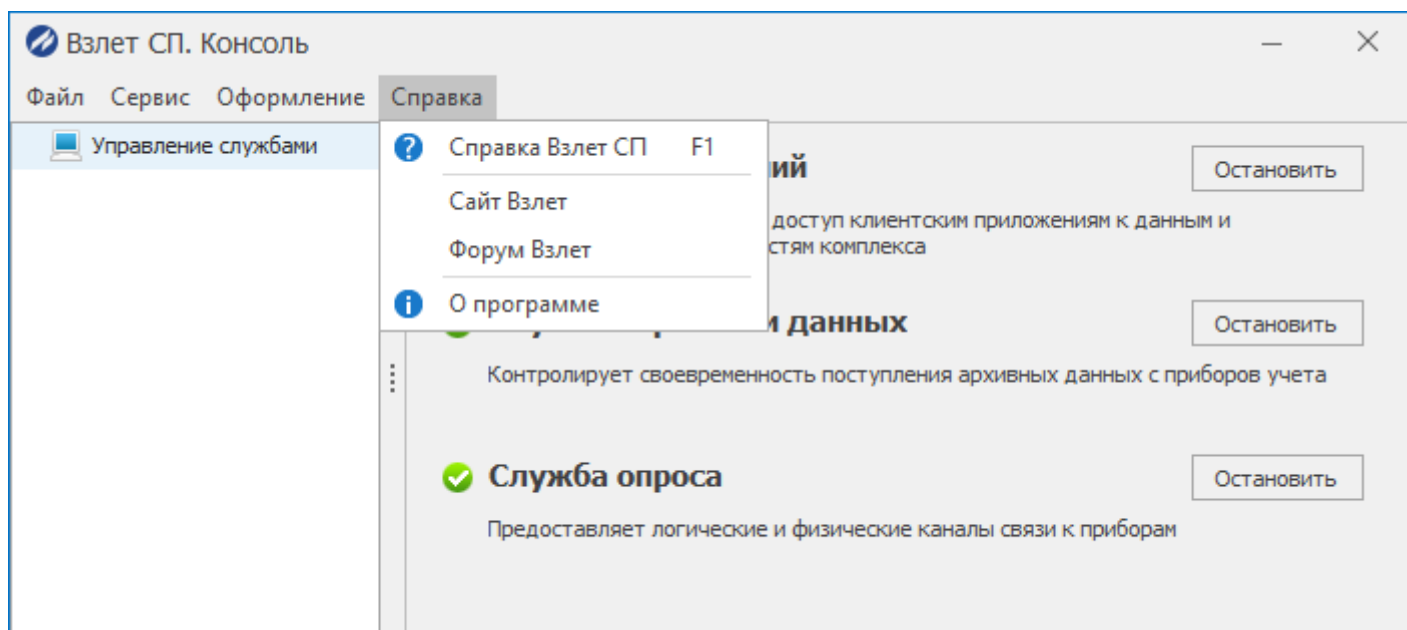 Взлет СП. Консоль
Файл Сервис Оформление Справка
Управление службами
Справка Взлет СП F1
Сайт Взлет
Форум Взлет
О программе
Остановить
доступ клиентским приложениям к данным и
комплекса
данных
Остановить
Контролирует своевременность поступления архивных данных с приборов учета
Служба опроса
Остановить
Предоставляет логические и физические каналы связи к приборам